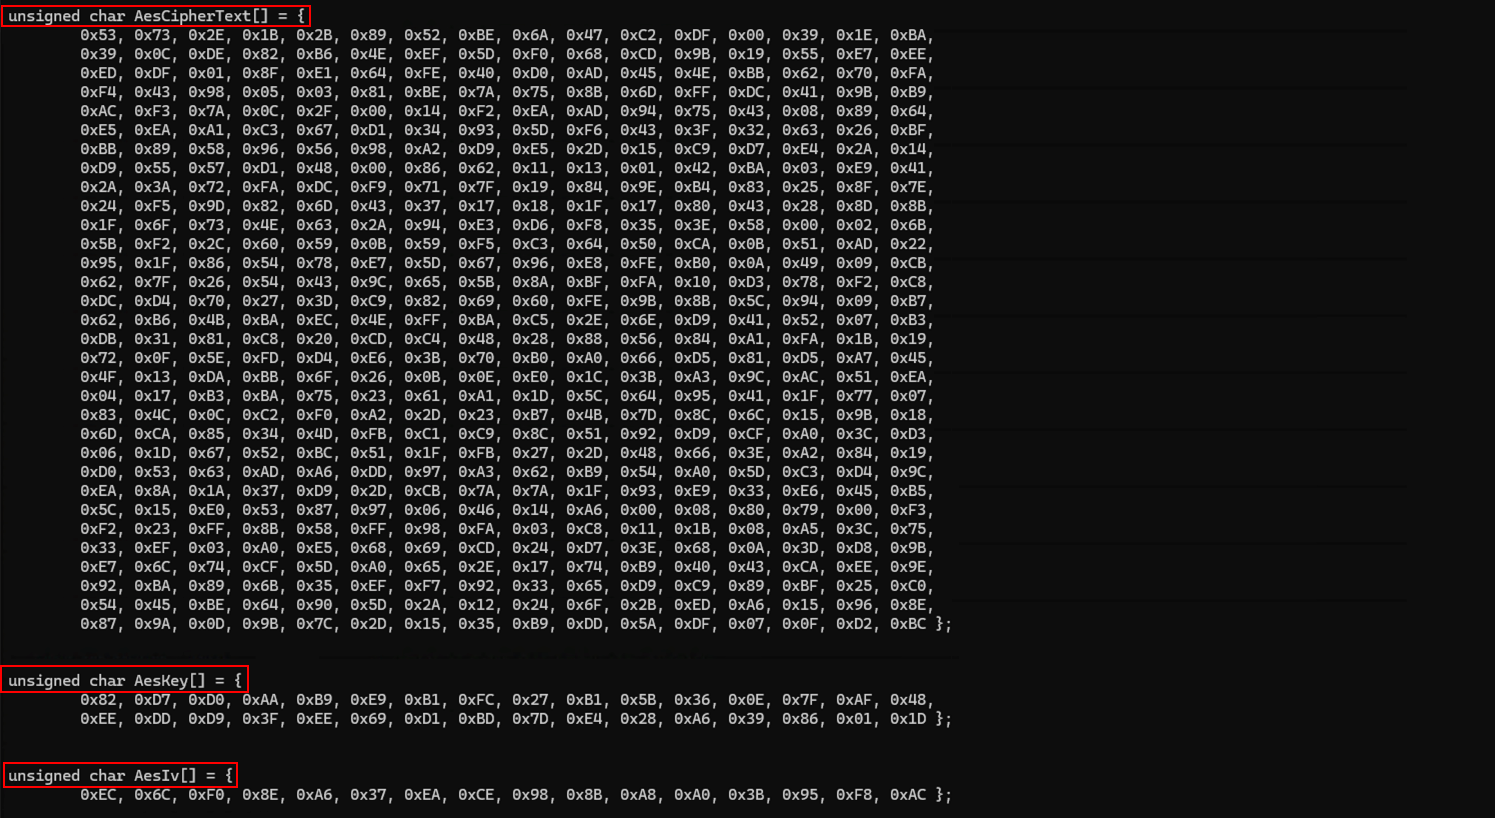 unsigned char AesCipherText[] = {
0x53, 0x73, 0x2E, 0x1B, 0x2B, 0x89, 0x52, 0xBE, 0x6A, 0x47, 0xC2, 0xDF, 0x00, 0x39, 0x1E, 0xBA,
0x39, 0x0C, 0xDE, 0x82, 0xB6, 0x4E, 0xEF, 0x5D, 0xF0, 0x68, 0xCD, 0x9B, 0x19, 0x55, 0xE7, 0xEE,
0xED, 0xDF, 0x01, 0x8F, 0xE1, 0x64, 0xFE, 0x40, 0xD0, 0xAD, 0x45, 0x4E, 0xBB, 0x62, 0x70, 0xFA,
0xF4, 0x43, 0x98, 0x05, 0x03, 0x81, 0xBE, 0x7A, 0x75, 0x8B, 0x6D, 0xFF, 0xDC, 0x41, 0x9B, 0xB9,
0xAC, 0xF3, 0x7A, 0x0C, 0x2F, 0x00, 0x14, 0xF2, 0xEA, 0xAD, 0x94, 0x75, 0x43, 0x08, 0x89, 0x64,
0xE5, 0xEA, 0xA1, 0xC3, 0x67, 0xD1, 0x34, 0x93, 0x5D, 0xF6, 0x43, 0x3F, 0x32, 0x63, 0x26, 0xBF,
0xBB, 0x89, 0x58, 0x96, 0x56, 0x98, 0xA2, 0xD9, 0xE5, 0x2D, 0x15, 0xC9, 0xD7, 0xE4, 0x2A, 0x14,
0xD9, 0x55, 0x57, 0xD1, 0x48, 0x00, 0x86, 0x62, 0x11, 0x13, 0x01, 0x42, 0xBA, 0x03, 0xE9, 0x41,
0x2A, 0x3A, 0x72, 0xFA, 0xDC, 0xF9, 0x71, 0x7F, 0x19, 0x84, 0x9E, 0xB4, 0x83, 0x25, 0x8F, 0x7E,
0x24, 0xF5, 0x9D, 0x82, 0x6D, 0x43, 0x37, 0x17, 0x18, 0x1F, 0x17, 0x80, 0x43, 0x28, 0x8D, 0x8B,
0x1F, 0x6F, 0x73, 0x4E, 0x63, 0x2A, 0x94, 0xE3, 0xD6, 0xF8, 0x35, 0x3E, 0x58, 0x00, 0x02, 0x6B,
0x5B, 0xF2, 0x2C, 0x60, 0x59, 0x0B, 0x59, 0xF5, 0xC3, 0x64, 0x50, 0xCA, 0x0B, 0x51, 0xAD, 0x22,
0x95, 0x1F, 0x86, 0x54, 0x78, 0xE7, 0x5D, 0x67, 0x96, 0xE8, 0xFE, 0xB0, 0x0A, 0x49, 0x09, 0xCB,
0x62, 0x7F, 0x26, 0x54, 0x43, 0x9C, 0x65, 0x5B, 0x8A, 0xBF, 0xFA, 0x10, 0xD3, 0x78, 0xF2, 0xC8,
0xDC, 0xD4, 0x70, 0x27, 0x3D, 0xC9, 0x82, 0x69, 0x60, 0xFE, 0x9B, 0x8B, 0x5C, 0x94, 0x09, 0xB7,
0x62, 0xB6, 0x4B, 0xBA, 0xEC, 0x4E, 0xFF, 0xBA, 0xC5, 0x2E, 0x6E, 0xD9, 0x41, 0x52, 0x07, 0xB3,
0xDB, 0x31, 0x81, 0xC8, 0x20, 0xCD, 0xC4, 0x48, 0x28, 0x88, 0x56, 0x84, 0xA1, 0xFA, 0x1B, 0x19,
0x72, 0x0F, 0x5E, 0xFD, 0xD4, 0xE6, 0x3B, 0x70, 0xB0, 0xA0, 0x66, 0xD5, 0x81, 0xD5, 0xA7, 0x45,
0x4F, 0x13, 0xDA, 0xBB, 0x6F, 0x26, 0x0B, 0x0E, 0xE0, 0x1C, 0x3B, 0xA3, 0x9C, 0xAC, 0x51, 0xEA,
0x04, 0x17, 0xB3, 0xBA, 0x75, 0x23, 0x61, 0xA1, 0x1D, 0x5C, 0x64, 0x95, 0x41, 0x1F, 0x77, 0x07,
0x83, 0x4C, 0x0C, 0xC2, 0xF0, 0xA2, 0x2D, 0x23, 0xB7, 0x4B, 0x7D, 0x8C, 0x6C, 0x15, 0x9B, 0x18,
0x6D, 0xCA, 0x85, 0x34, 0x4D, 0xFB, 0xC1, 0xC9, 0x8C, 0x51, 0x92, 0xD9, 0xCF, 0xA0, 0x3C, 0xD3,
0x06, 0x1D, 0x67, 0x52, 0xBC, 0x51, 0x1F, 0xFB, 0x27, 0x2D, 0x48, 0x66, 0x3E, 0xA2, 0x84, 0x19,
0xD0, 0x53, 0x63, 0xAD, 0xA6, 0xDD, 0x97, 0xA3, 0x62, 0xB9, 0x54, 0xA0, 0x5D, 0xC3, 0xD4, 0x9C,
0xEA, 0x8A, 0x1A, 0x37, 0xD9, 0x2D, 0xCB, 0x7A, 0x7A, 0x1F, 0x93, 0xE9, 0x33, 0xE6, 0x45, 0xB5,
0x5C, 0x15, 0xE0, 0x53, 0x87, 0x97, 0x06, 0x46, 0x14, 0xA6, 0x00, 0x08, 0x80, 0x79, 0x00, 0xF3,
0xF2, 0x23, 0xFF, 0x8B, 0x58, 0xFF, 0x98, 0xFA, 0x03, 0xC8, 0x11, 0x1B, 0x08, 0xA5, 0x3C, 0x75,
0x33, 0xEF, 0x03, 0xA0, 0xE5, 0x68, 0x69, 0xCD, 0x24, 0xD7, 0x3E, 0x68, 0x0A, 0x3D, 0xD8, 0x9B,
0xE7, 0x6C, 0x74, 0xCF, 0x5D, 0xA0, 0x65, 0x2E, 0x17, 0x74, 0xB9, 0x40, 0x43, 0xCA, 0xEE, 0x9E,
0x92, 0xBA, 0x89, 0x6B, 0x35, 0xEF, 0xF7, 0x92, 0x33, 0x65, 0xD9, 0xC9, 0x89, 0xBF, 0x25, 0xC0,
0x54, 0x45, 0xBE, 0x64, 0x90, 0x5D, 0x2A, 0x12, 0x24, 0x6F, 0x2B, 0xED, 0xA6, 0x15, 0x96, 0x8E,
0x87, 0x9A, 0x0D, 0x9B, 0x7C, 0x2D, 0x15, 0x35, 0xB9, 0xDD, 0x5A, 0xDF, 0x07, 0x0F, 0xD2, 0xBC };
unsigned char AesKey[] = {
0x82, 0xD7, 0xD0, 0xAA, 0xB9, 0xE9, 0xB1, 0xFC, 0x27, 0xB1, 0x5B, 0x36, 0x0E, 0x7F, 0xAF, 0x48,
0xEE, 0xDD, 0xD9, 0x3F, 0xEE, 0x69, 0xD1, 0xBD, 0x7D, 0xE4, 0x28, 0xA6, 0x39, 0x86, 0x01, 0x1D };
unsigned char AesIv[] = {
0xEC, 0x6C, 0xF0, 0x8E, 0xA6, 0x37, 0xEA, 0xCE, 0x98, 0x8B, 0xA8, 0xA0, 0x3B, 0x95, 0xF8, 0xAC };